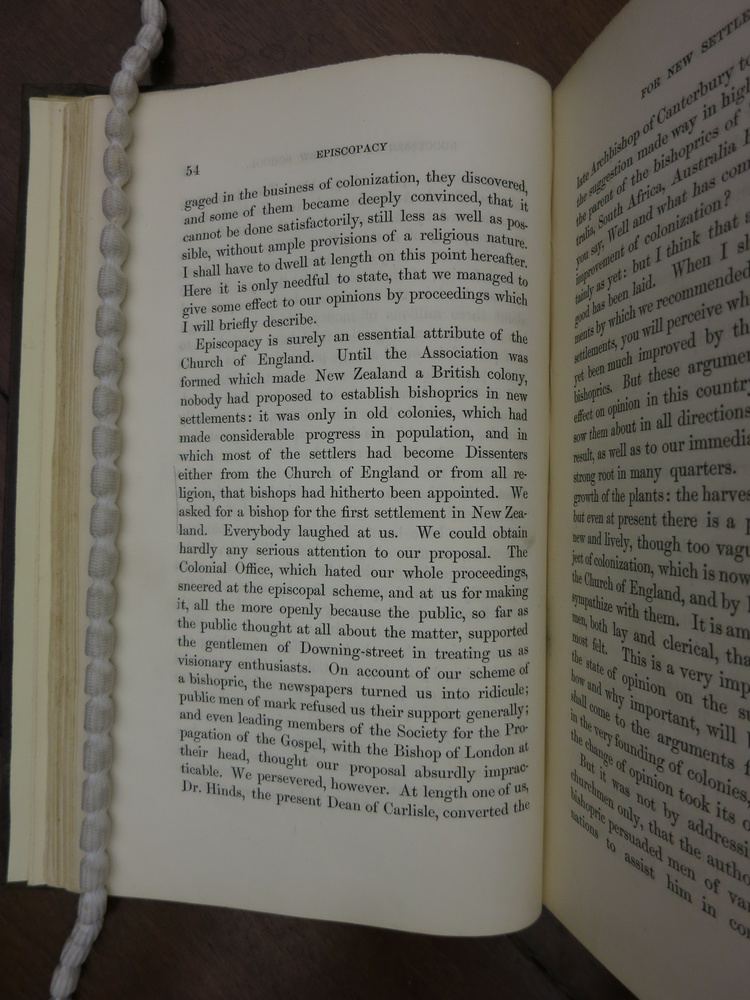 54
EPISCOPACY
gaged in the business of colonization, they discovered,
and some of them became deeply convinced, that it
cannot be done satisfactorily, still less as well as pos-
sible, without ample provisions of a religious nature.
I shall have to dwell at length on this point hereafter.
Here it is only needful to state, that we managed to
give some effect to our opinions by proceedings which
I will briefly describe.
Episcopacy is surely an essential attribute of the
Church of England. Until the Association was
formed which made New Zealand a British colony,
nobody had proposed to establish bishoprics in new
settlements: it was only in old colonies, which had
made considerable progress in population, and in
which most of the settlers had become Dissenters
either from the Church of England or from all re-
ligion, that bishops had hitherto been appointed. We
asked for a bishop for the first settlement in New Zea-
land. Everybody laughed at us. We could obtain
hardly any serious attention to our proposal. The
Colonial Office, which hated our whole proceedings,
sneered at the episcopal scheme, and at us for making
it, all the more openly because the public, so far as
the public thought at all about the matter, supported
the gentlemen of Downing-street in treating us as
visionary enthusiasts. On account of our scheme of
a bishopric, the newspapers turned us into ridicule;
public men of mark refused us their support generally;
and even leading members of the Society for the Pro-
pagation of the Gospel, with the Bishop of London at
their head, thought our proposal absurdly imprac-
ticable. We persevered, however. At length one of us,
Dr. Hinds, the present Dean of Carlisle, converted the
FOR NEW
late Archbishop of Canterbury to
the suggestion made way in
the parent of the bishoprics of
tralia, South Africa, Australia
you say, Well and what has
improvement of colonization?
tainly as yet: but I think that
good has been laid. When I
ments by which we recommended
settlements, you will perceive
yet been much improved by
bishoprics. But these
effect on opinion in this
sow them about in all directions
result, as well as to our
strong root in many quarters.
growth of the plants: the
but even at present there is a
new and lively, though too
ject of colonization, which is now
the Church of England, and by
sympathize with them. It is
men, both lay and clerical,
most felt. This is a very
the state of opinion on the
how and why important, will
shall come to the arguments
in the very founding of colonies,
the change of opinion took its
But it was not by
churchmen only, that the
bishopric persuaded men of
nations to assist him in